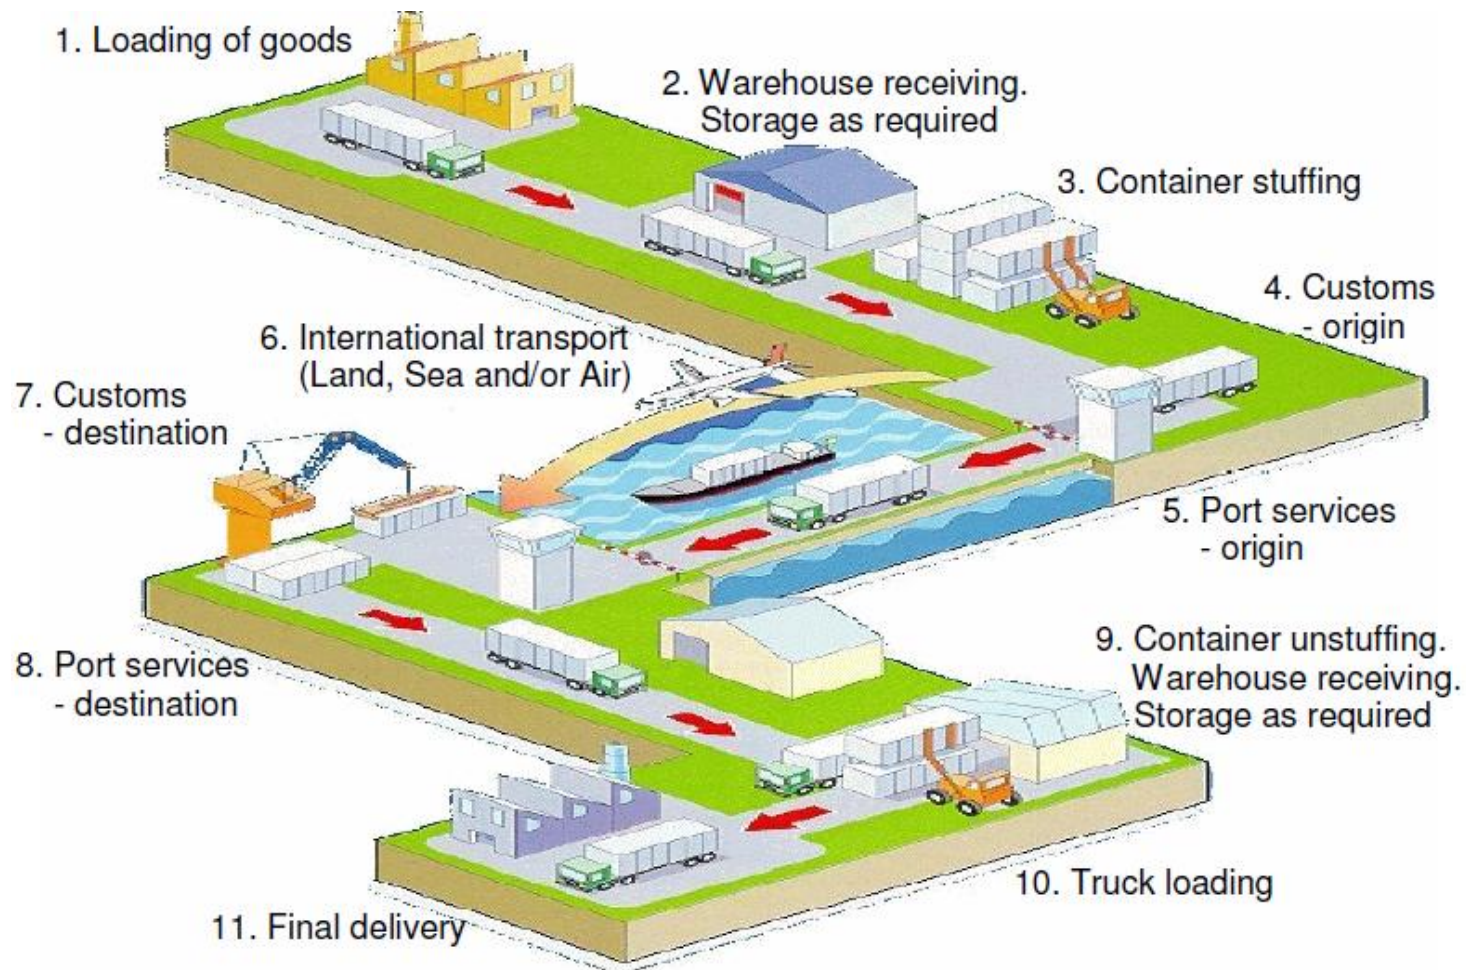 1. Loading of goods
2. Warehouse receiving.
Storage as required
3. Container stuffing
4. Customs
- origin
5. Port services
- origin
6. International transport
(Land, Sea and/or Air)
7. Customs
- destination
8. Port services
- destination
9. Container unstuffing.
Warehouse receiving.
Storage as required
10. Truck loading
11. Final delivery